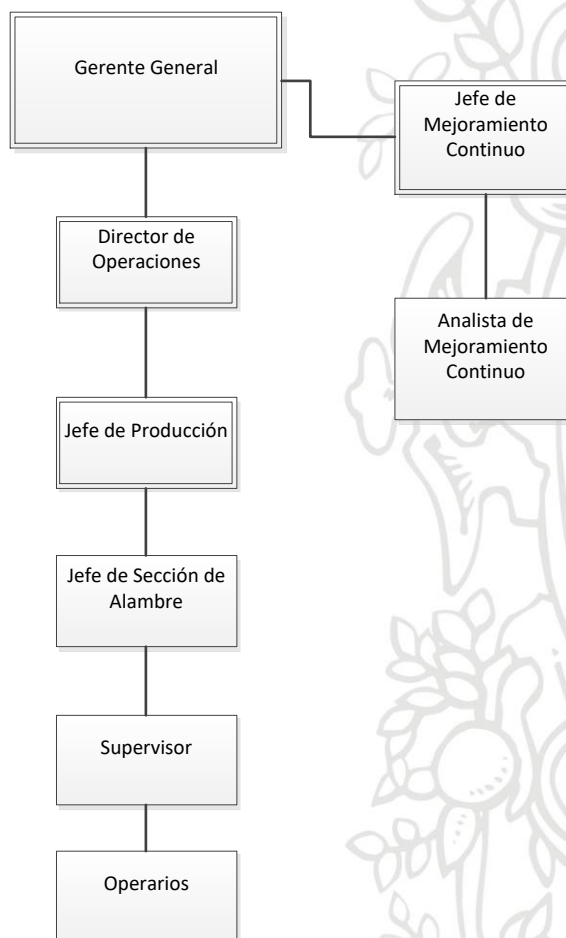 Gerente General
Jefe de
Mejoramiento
Continuo
Director de
Operaciones
Analista de
Mejoramiento
Continuo
Jefe de Producción
Jefe de Sección de
Alambre
Supervisor
Operarios